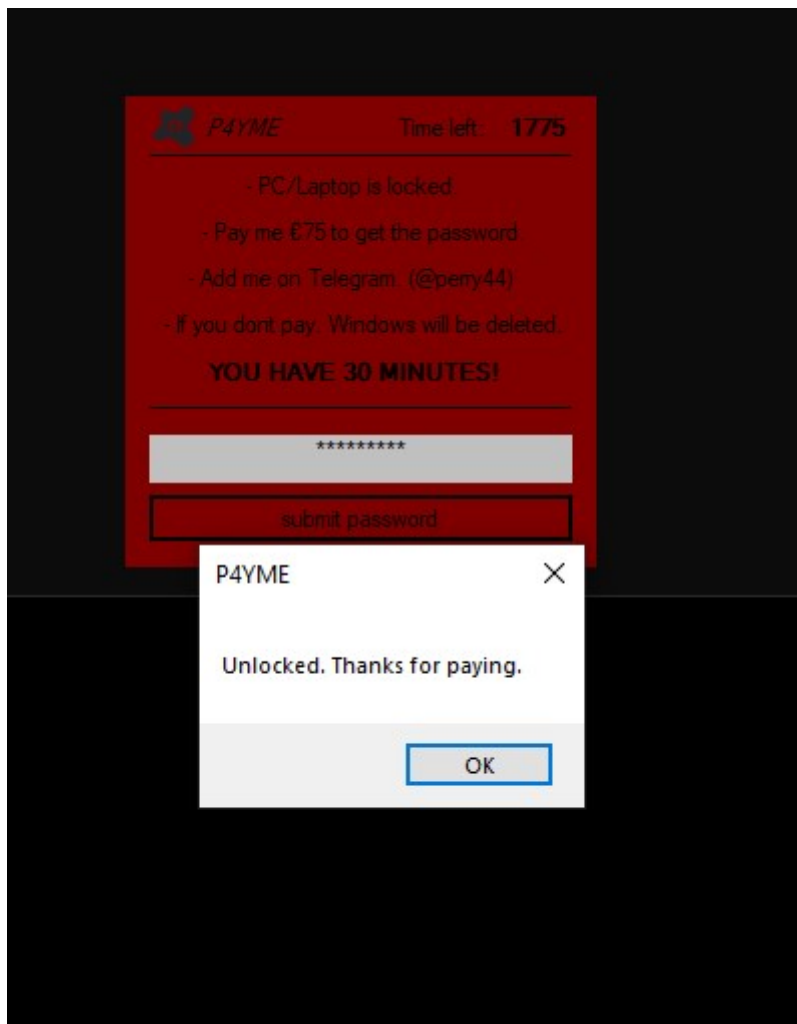 P4YME Time left: 1775
- PC/Laptop is locked.
- Pay me €75 to get the password.
- Add me on Telegram. (@perry44)
- If you dont pay. Windows will be deleted.
YOU HAVE 30 MINUTES!
*********
submit password
P4YME
Unlocked. Thanks for paying.
OK